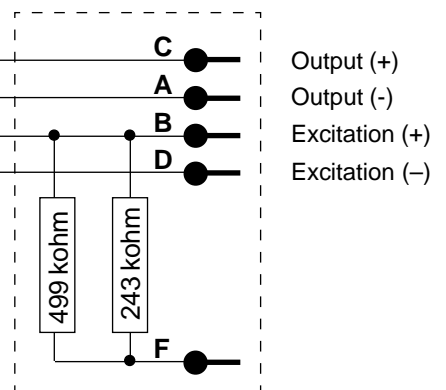 C Output (+)
A Output (-)
B Excitation (+)
D Excitation (–)
499 kohm
243 kohm
F